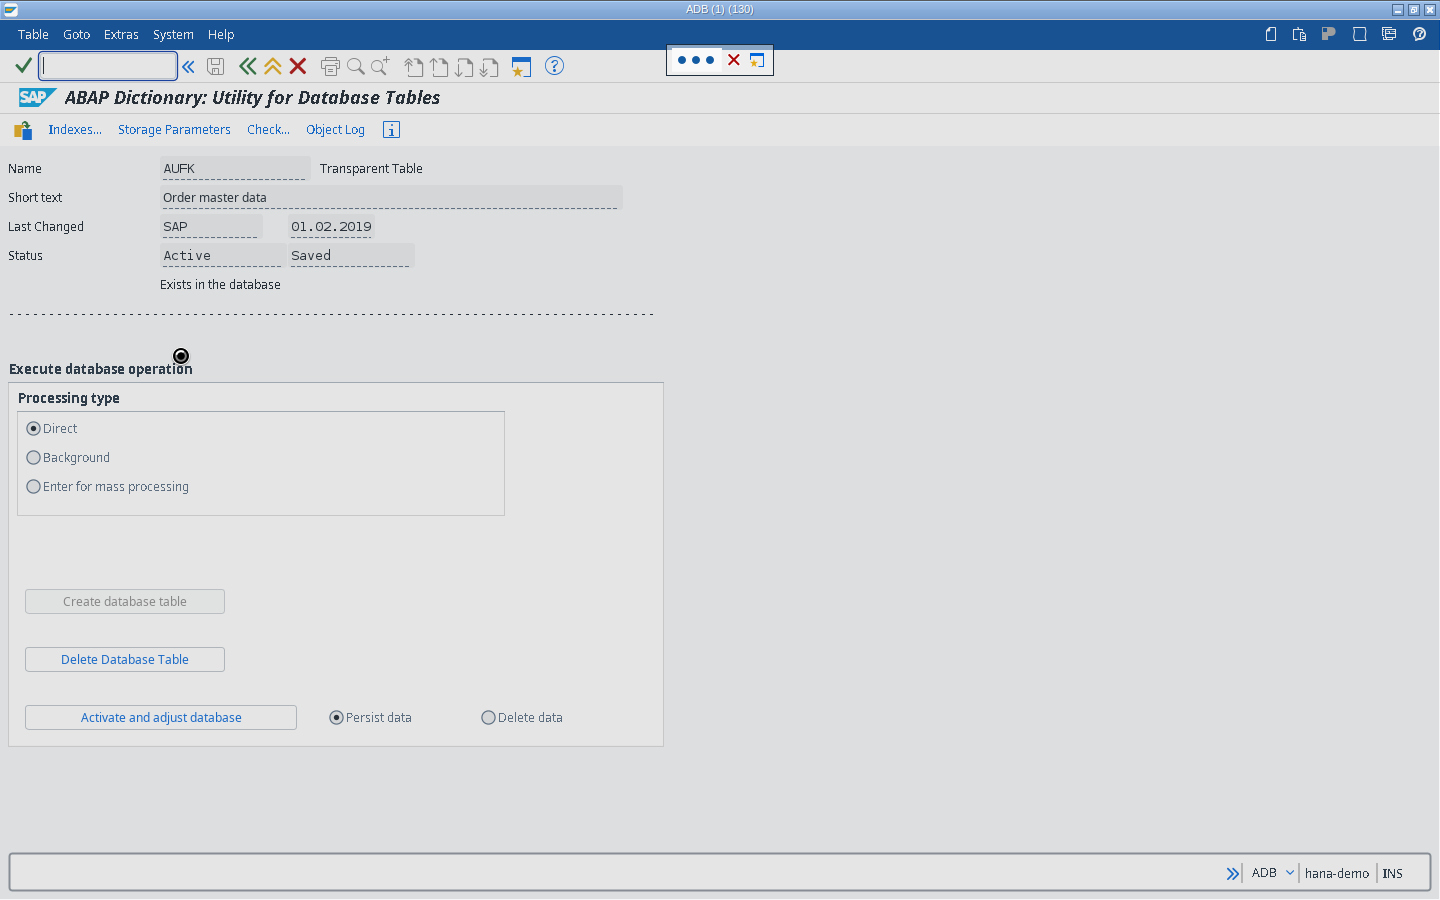 ADB (1) (130)
Table Goto Extras System Help
SAP ABAP Dictionary: Utility for Database Tables
Indexes... Storage Parameters Check... Object Log
Name AUFK Transparent Table
Short text Order master data
Last Changed SAP 01.02.2019
Status Active Saved
Exists in the database
Execute database operation
Processing type
Direct
Background
Enter for mass processing
Create database table
Delete Database Table
Activate and adjust database Persist data Delete data
ADB hana-demo INS